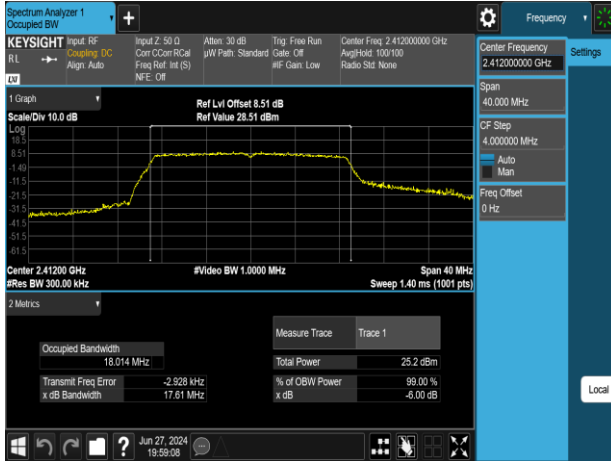 Spectrum Analyzer 1
Occupied BW
+
Frequency
KEYSIGHT
RL
LXI
Input: RF
Coupling: DC
Align: Auto
Input Z: 50 Ω
Corr CCorr RCal
Freq Ref: Int (S)
NFE: Off
Atten: 30 dB
µW Path: Standard
Trig: Free Run
Gate: Off
#IF Gain: Low
Center Freq: 2.412000000 GHz
Avg|Hold: 100/100
Radio Std: None
Center Frequency
2.412000000 GHz
Settings
Span
40.000 MHz
CF Step
4.000000 MHz
Auto
Man
Freq Offset
0 Hz
Local
1 Graph
Scale/Div 10.0 dB
Ref Lvl Offset 8.51 dB
Ref Value 28.51 dBm
Log
18.5
8.51
-1.49
-11.5
-21.5
-31.5
-41.5
-51.5
-61.5
Center 2.41200 GHz
#Res BW 300.00 kHz
#Video BW 1.0000 MHz
Span 40 MHz
Sweep 1.40 ms (1001 pts)
2 Metrics
Measure Trace Trace 1
Occupied Bandwidth
18.014 MHz
Total Power 25.2 dBm
Transmit Freq Error -2.928 kHz
% of OBW Power 99.00 %
x dB Bandwidth 17.61 MHz
x dB -6.00 dB
?
Jun 27, 2024
19:59:08